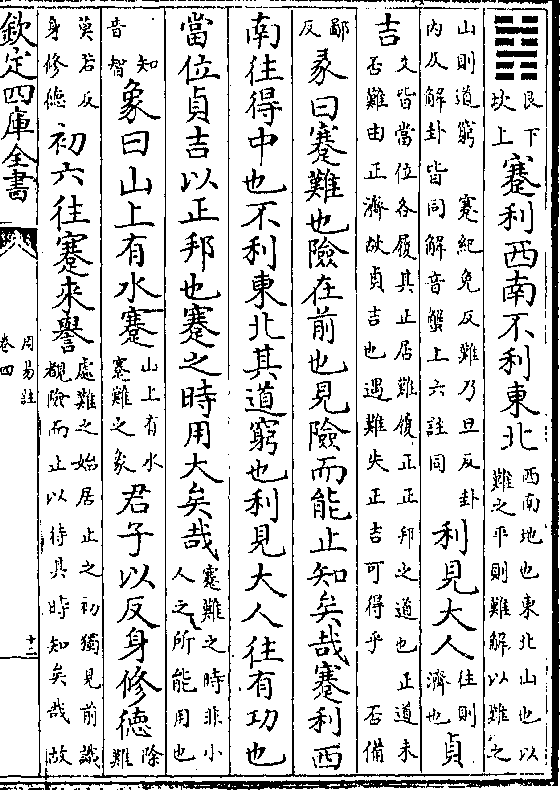 ䷦艮下坎上蹇利西南不利東北西南地也東北山也以難之平則難解以難之
山則道窮 蹇紀免反難乃旦反卦內及解卦皆同解音蟹上六註同利見大人往則濟也貞
吉爻皆當位各履其正居難履正正邦之道也正道未否難由正濟故貞吉也遇難失正吉可得乎 否備
鄙反彖曰蹇難也險在前也見險而能止知矣哉蹇利西
南往得中也不利東北其道窮也利見大人往有功也
當位貞吉以正邦也蹇之時用大矣哉蹇難之時非小人之所能用也
知音智象曰山上有水蹇山上有水蹇難之象君子以反身修德除難
莫若反身修德初六往蹇來譽處難之始居止之初獨見前識覩險而止以待其時知矣哉故
欽定四庫全書
周易註
卷四
十二